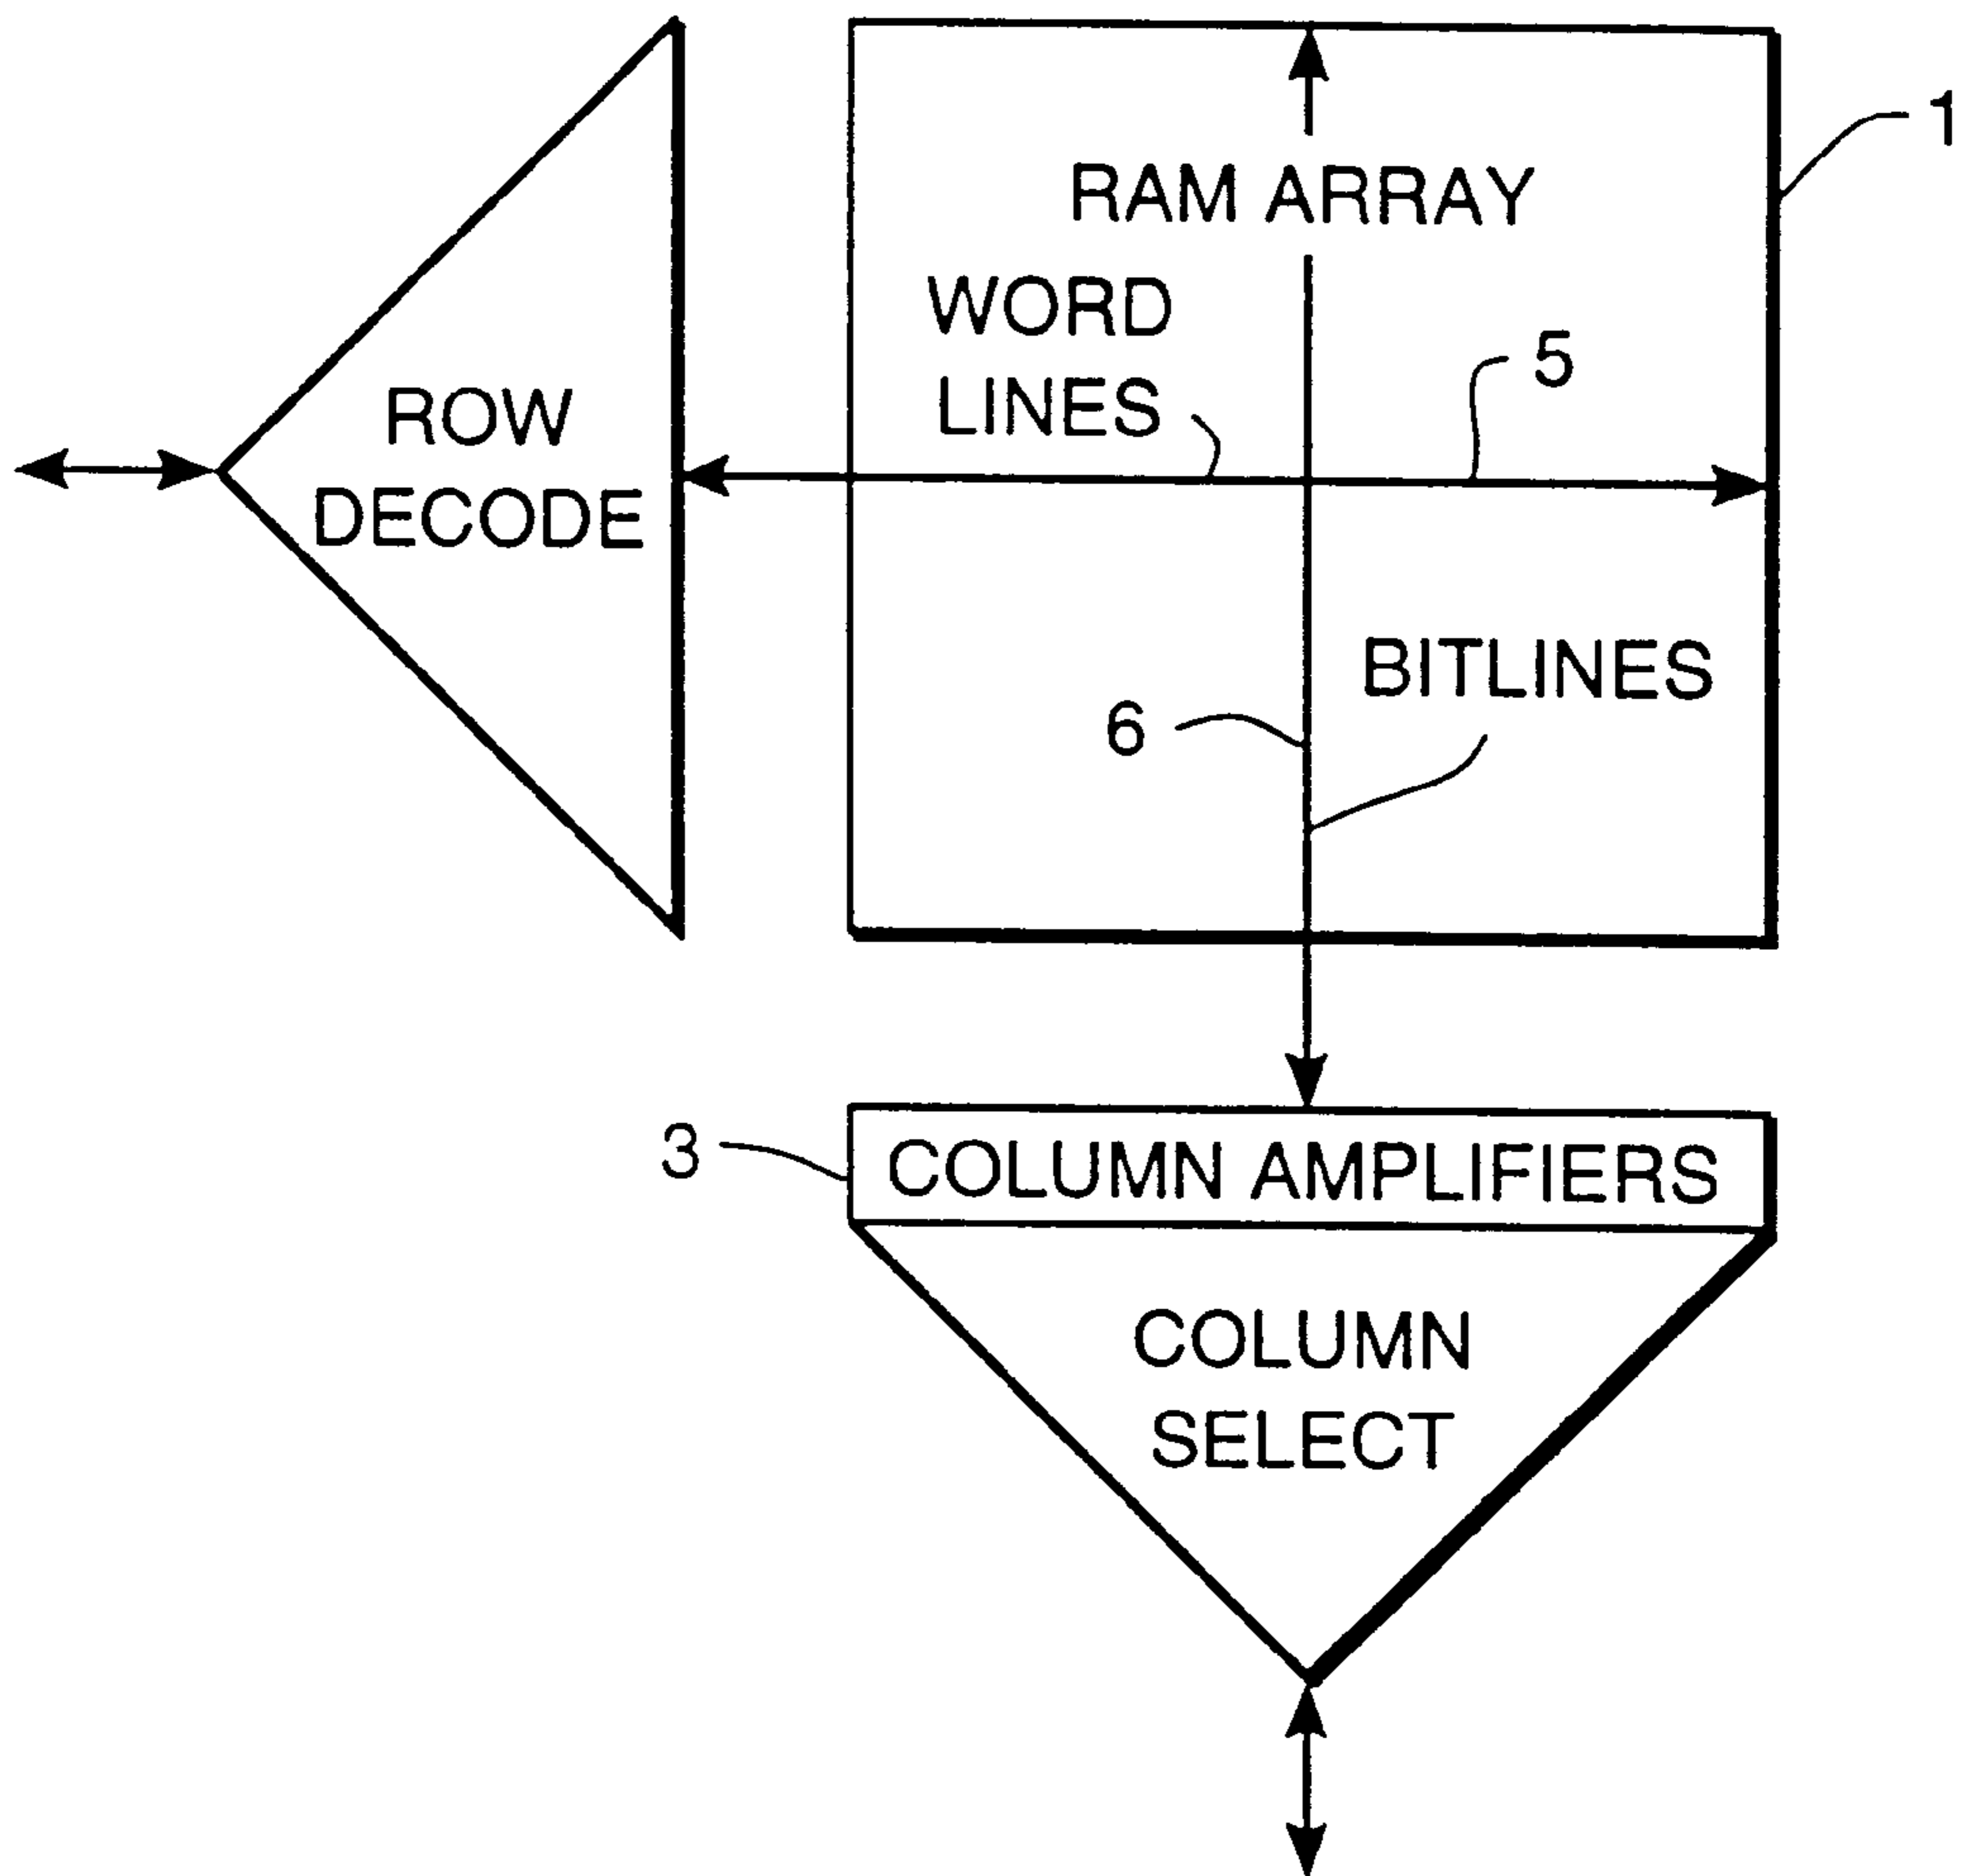 1
RAM ARRAY
WORD
LINES
5
ROW
DECODE
BITLINES
6
3
COLUMN AMPLIFIERS
COLUMN
SELECT